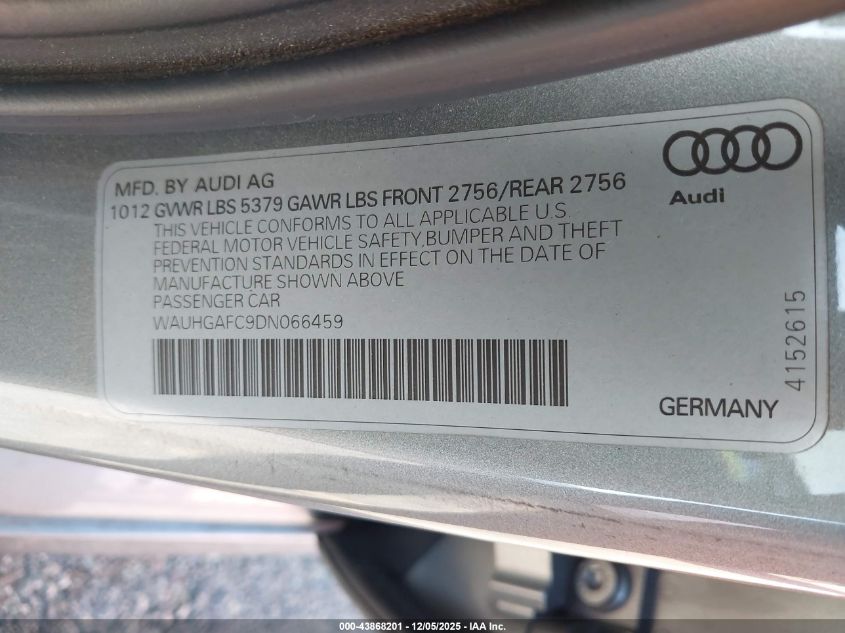 MFD. BY AUDI AG
1012 GVWR LBS 5379 GAWR LBS FRONT 2756/REAR 2756
THIS VEHICLE CONFORMS TO ALL APPLICABLE U.S.
FEDERAL MOTOR VEHICLE SAFETY,BUMPER AND THEFT
PREVENTION STANDARDS IN EFFECT ON THE DATE OF
MANUFACTURE SHOWN ABOVE
PASSENGER CAR
WAUHGAFC9DN066459
Audi
4152615
GERMANY
000-43868201 - 12/05/2025 - IAA Inc.